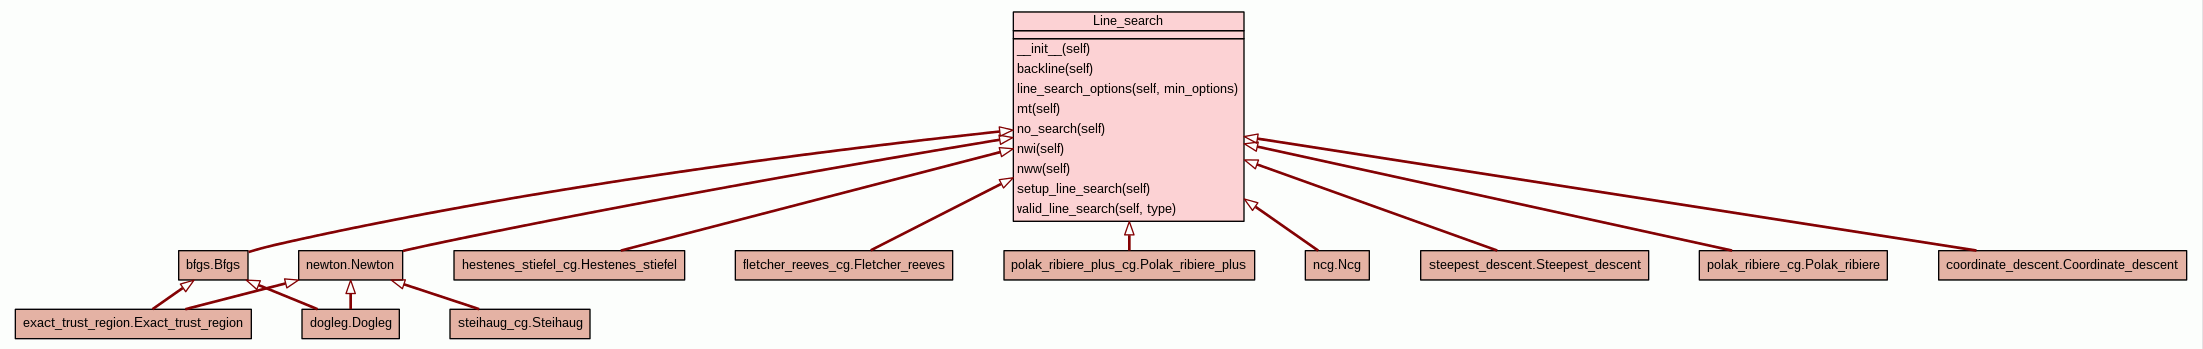 Line_search
__init__(self)
backline(self)
line_search_options(self, min_options)
mt(self)
no_search(self)
nwi(self)
nww(self)
setup_line_search(self)
valid_line_search(self, type)
bfgs.Bfgs
newton.Newton
hestenes_stiefel_cg.Hestenes_stiefel
fletcher_reeves_cg.Fletcher_reeves
polak_ribiere_plus_cg.Polak_ribiere_plus
ncg.Ncg
steepest_descent.Steepest_descent
polak_ribiere_cg.Polak_ribiere
coordinate_descent.Coordinate_descent
exact_trust_region.Exact_trust_region
dogleg.Dogleg
steihaug_cg.Steihaug